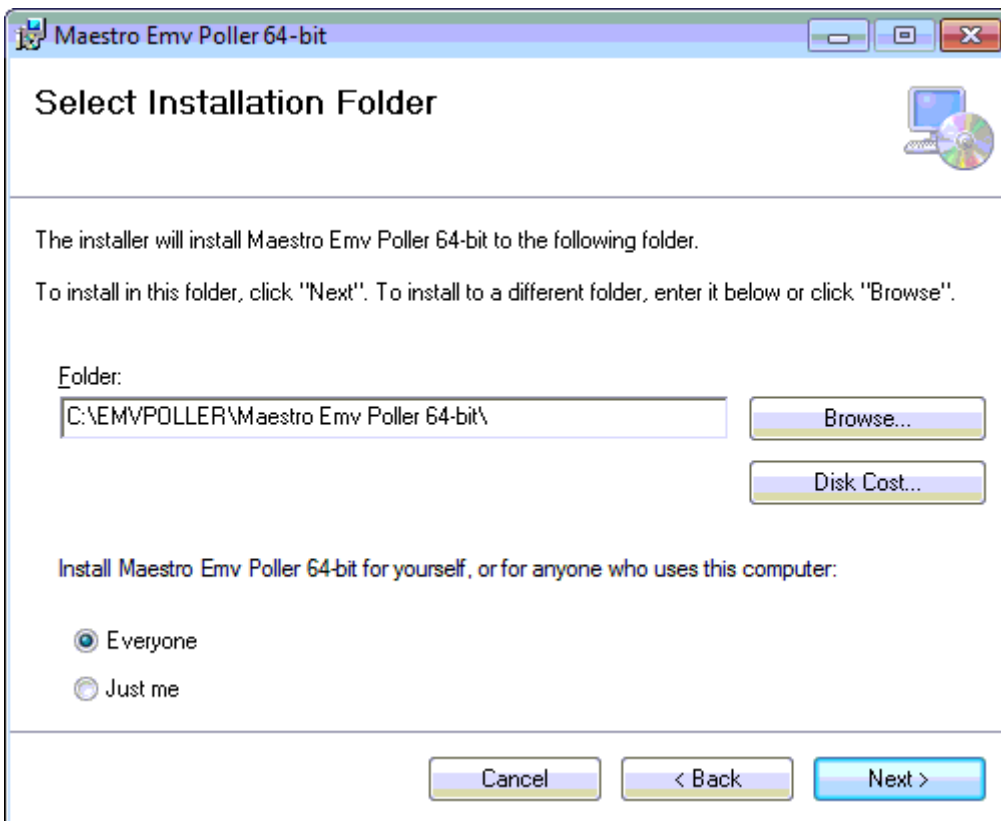 Maestro Emv Poller 64-bit
Select Installation Folder
The installer will install Maestro Emv Poller 64-bit to the following folder.
To install in this folder, click "Next". To install to a different folder, enter it below or click "Browse".
Folder:
C:\EMVPOLLER\Maestro Emv Poller 64-bit\
Browse...
Disk Cost...
Install Maestro Emv Poller 64-bit for yourself, or for anyone who uses this computer:
Everyone
Just me
Cancel
< Back
Next >